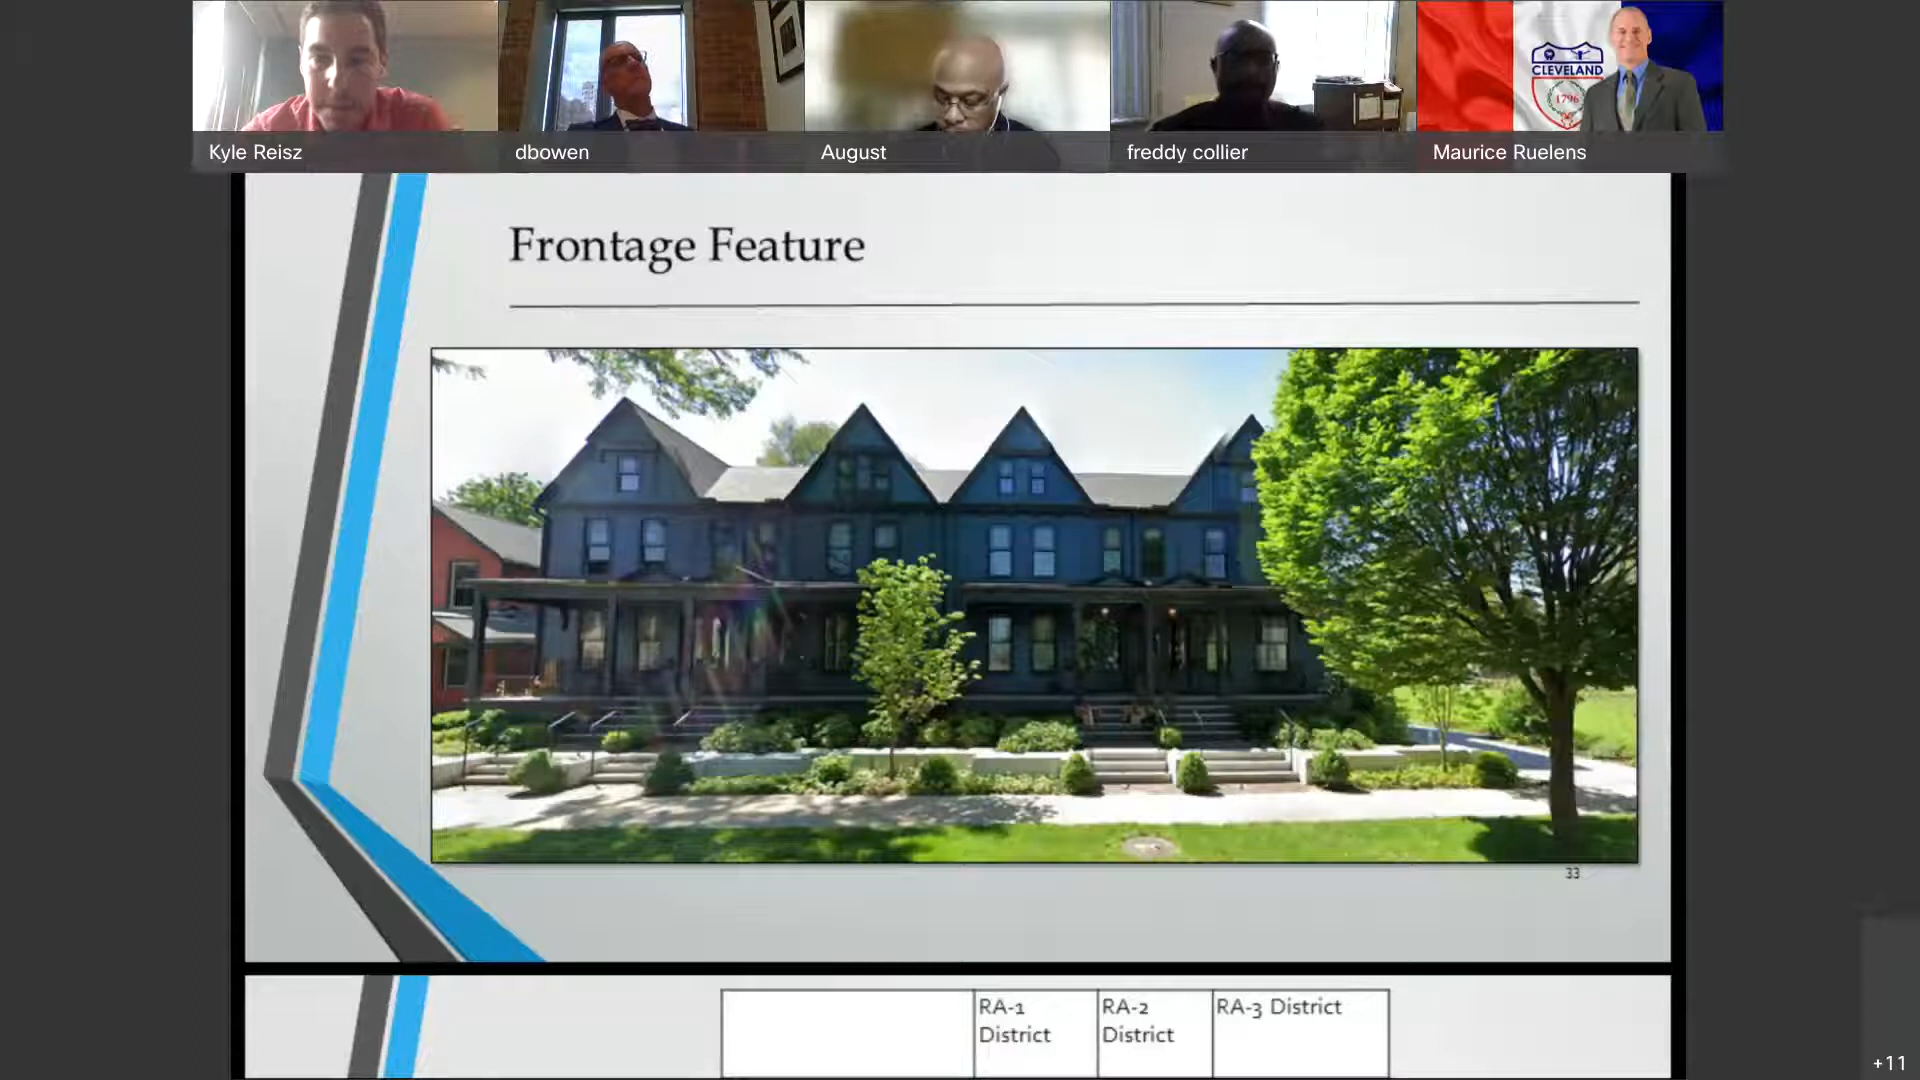 Kyle Reisz
dbowen
August
freddy collier
Maurice Ruelens
CLEVELAND
1796
Frontage Feature
33
RA-1
District
RA-2
District
RA-3 District
+11